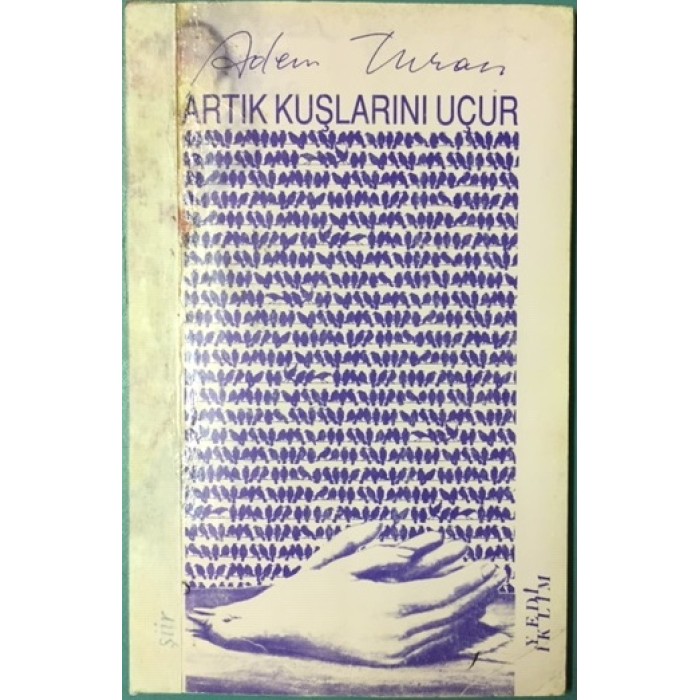 Adem Turan
ARTIK KUŞLARINI UÇUR
şiir
YEDİ
İKLİM